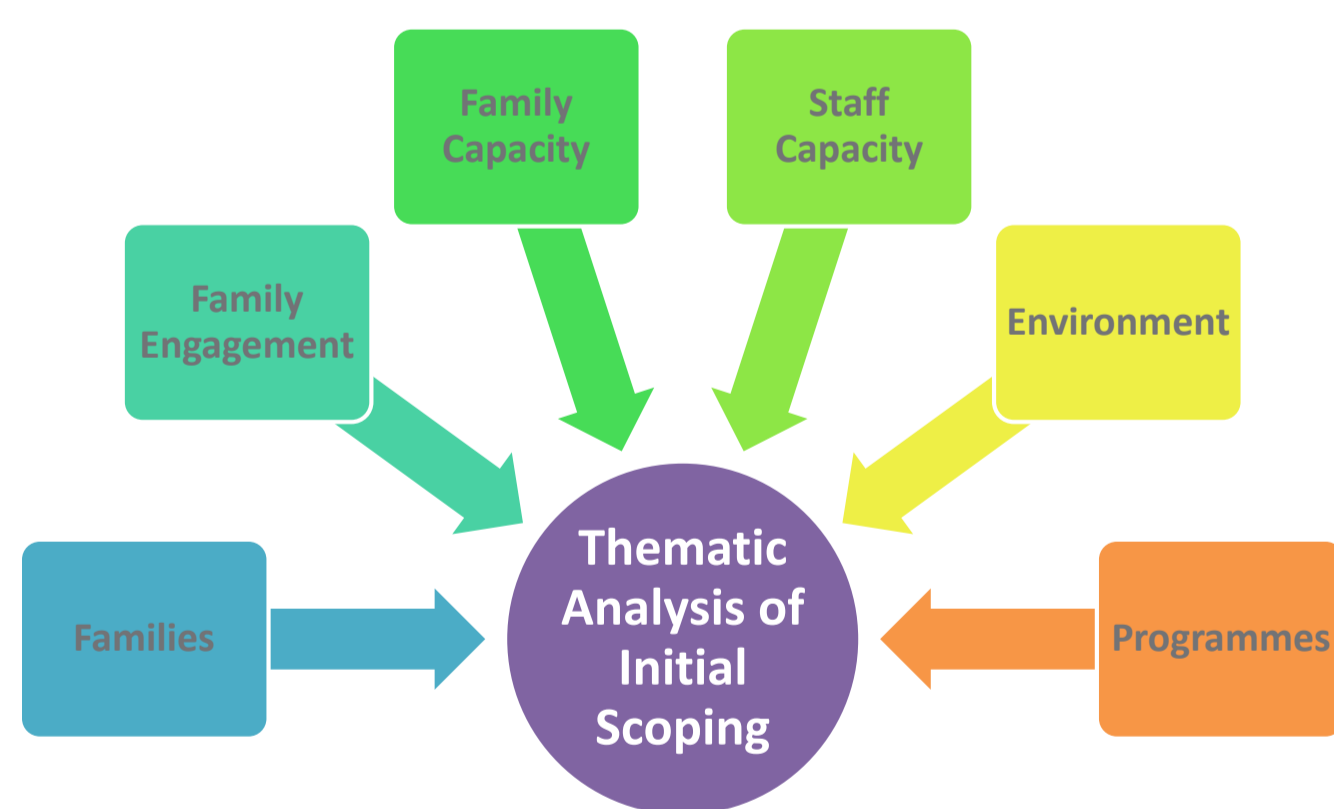 Family
Capacity
Staff
Capacity
Family
Engagement
Environment
Families
Thematic
Analysis of
Initial
Scoping
Programmes